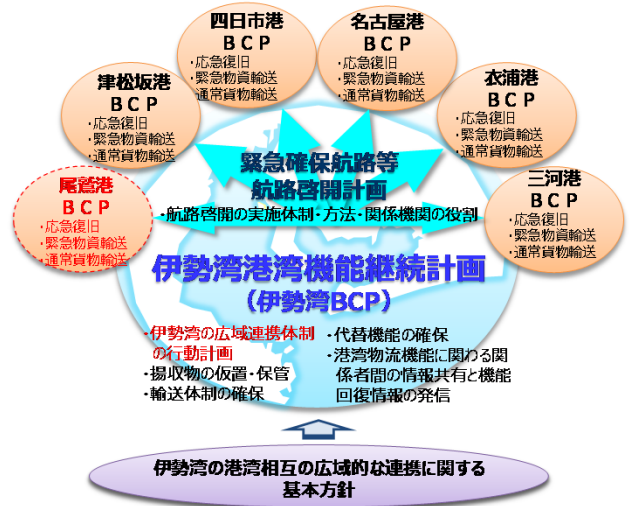 四日市港
BCP
・応急復旧
・緊急物資輸送
・通常貨物輸送
名古屋港
BCP
・応急復旧
・緊急物資輸送
・通常貨物輸送
津松坂港
BCP
・応急復旧
・緊急物資輸送
・通常貨物輸送
衣浦港
BCP
・応急復旧
・緊急物資輸送
・通常貨物輸送
尾鷲港
BCP
・応急復旧
・緊急物資輸送
・通常貨物輸送
三河港
BCP
・応急復旧
・緊急物資輸送
・通常貨物輸送
緊急確保航路等
航路啓開計画
・航路啓開の実施体制・方法・関係機関の役割
伊勢湾港湾機能継続計画
（伊勢湾BCP）
・伊勢湾の広域連携体制
の行動計画
・揚収物の仮置・保管
・輸送体制の確保
・代替機能の確保
・港湾物流機能に関わる関
係者間の情報共有と機能
回復情報の発信
伊勢湾の港湾相互の広域的な連携に関する
基本方針